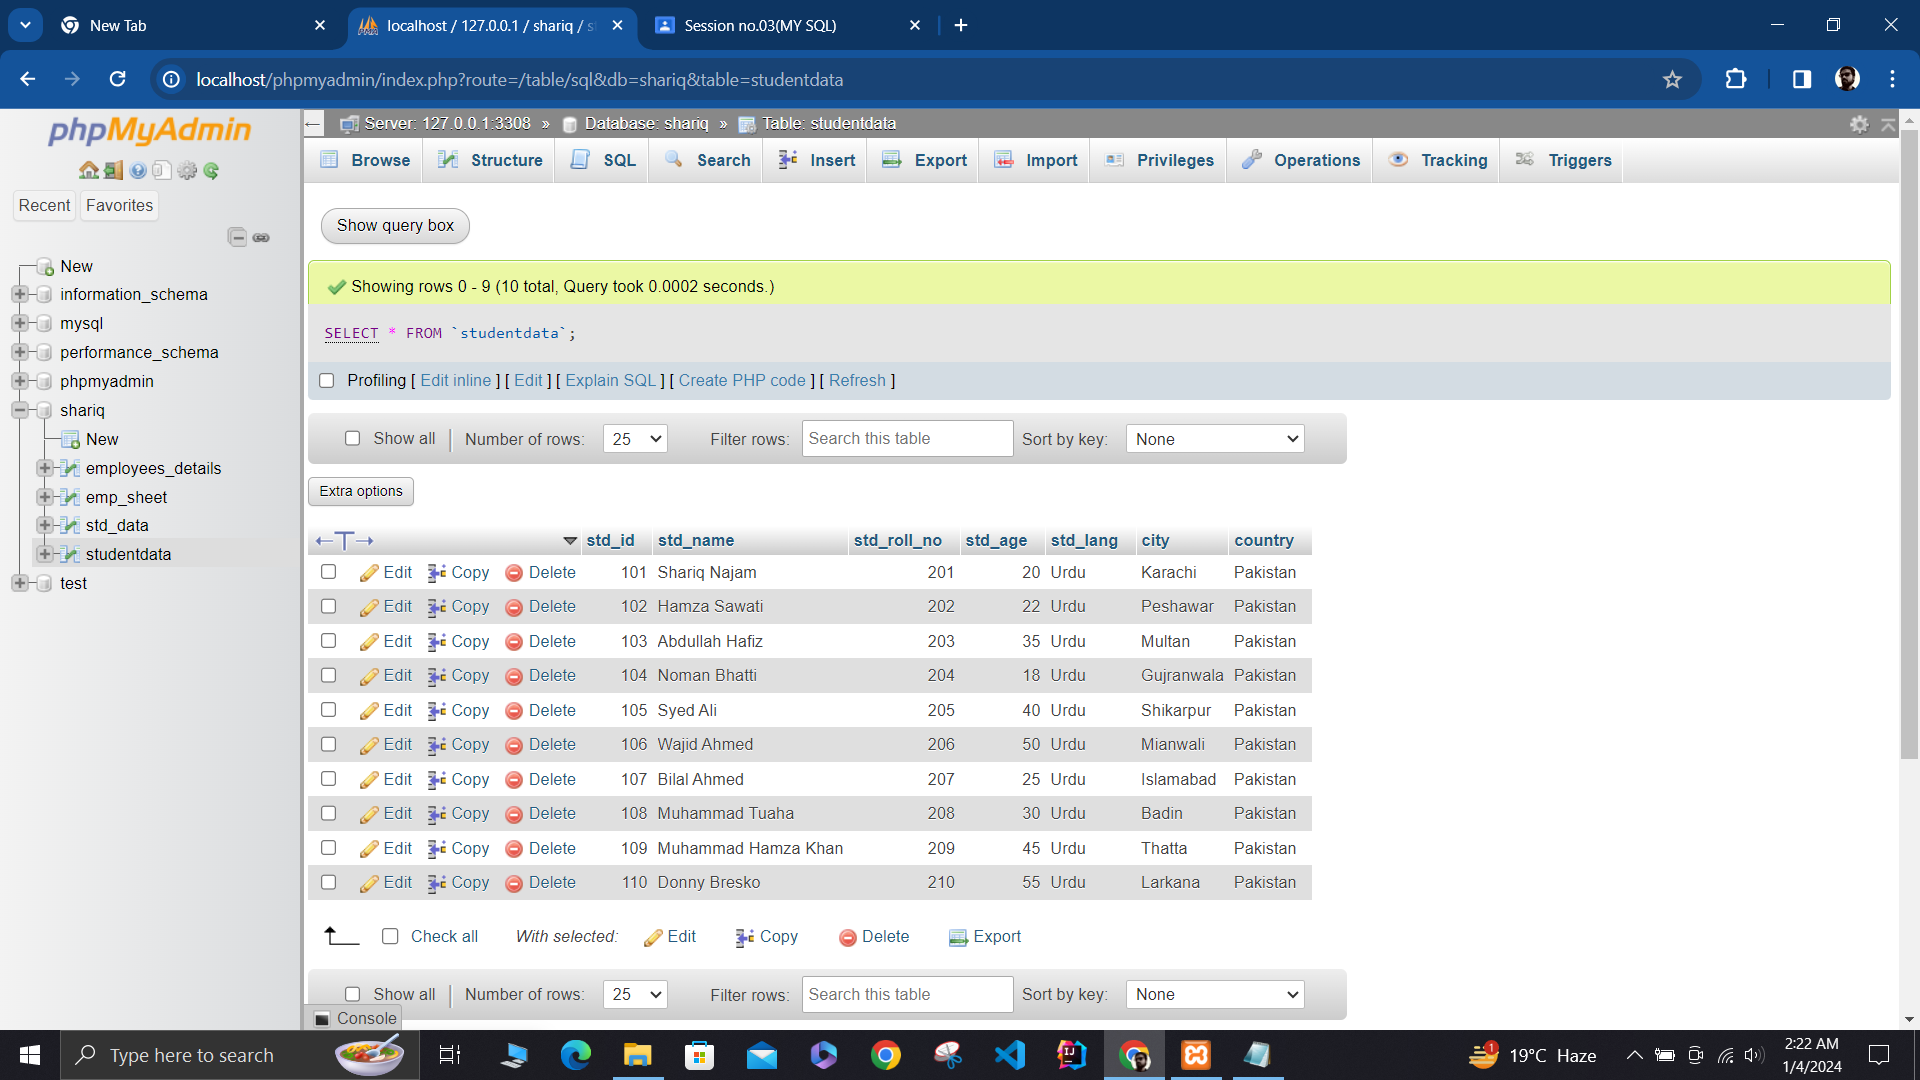 New Tab
localhost / 127.0.0.1 / shariq / s
Session no.03(MY SQL)
localhost/phpmyadmin/index.php?route=/table/sql&db=shariq&table=studentdata
phpMyAdmin
Recent Favorites
New
information_schema
mysql
performance_schema
phpmyadmin
shariq
New
employees_details
emp_sheet
std_data
studentdata
test
Server: 127.0.0.1:3308 » Database: shariq » Table: studentdata
Browse Structure SQL Search Insert Export Import Privileges Operations Tracking Triggers
Show query box
Showing rows 0 - 9 (10 total, Query took 0.0002 seconds.)
SELECT * FROM `studentdata`;
Profiling [ Edit inline ] [ Edit ] [ Explain SQL ] [ Create PHP code ] [ Refresh ]
Show all Number of rows: 25 Filter rows: Search this table Sort by key: None
Extra options
←T→ std_id std_name std_roll_no std_age std_lang city country
Edit Copy Delete 101 Shariq Najam 201 20 Urdu Karachi Pakistan
Edit Copy Delete 102 Hamza Sawati 202 22 Urdu Peshawar Pakistan
Edit Copy Delete 103 Abdullah Hafiz 203 35 Urdu Multan Pakistan
Edit Copy Delete 104 Noman Bhatti 204 18 Urdu Gujranwala Pakistan
Edit Copy Delete 105 Syed Ali 205 40 Urdu Shikarpur Pakistan
Edit Copy Delete 106 Wajid Ahmed 206 50 Urdu Mianwali Pakistan
Edit Copy Delete 107 Bilal Ahmed 207 25 Urdu Islamabad Pakistan
Edit Copy Delete 108 Muhammad Tuaha 208 30 Urdu Badin Pakistan
Edit Copy Delete 109 Muhammad Hamza Khan 209 45 Urdu Thatta Pakistan
Edit Copy Delete 110 Donny Bresko 210 55 Urdu Larkana Pakistan
Check all With selected: Edit Copy Delete Export
Show all Number of rows: 25 Filter rows: Search this table Sort by key: None
Console
Type here to search
1
19°C Haze
2:22 AM
1/4/2024